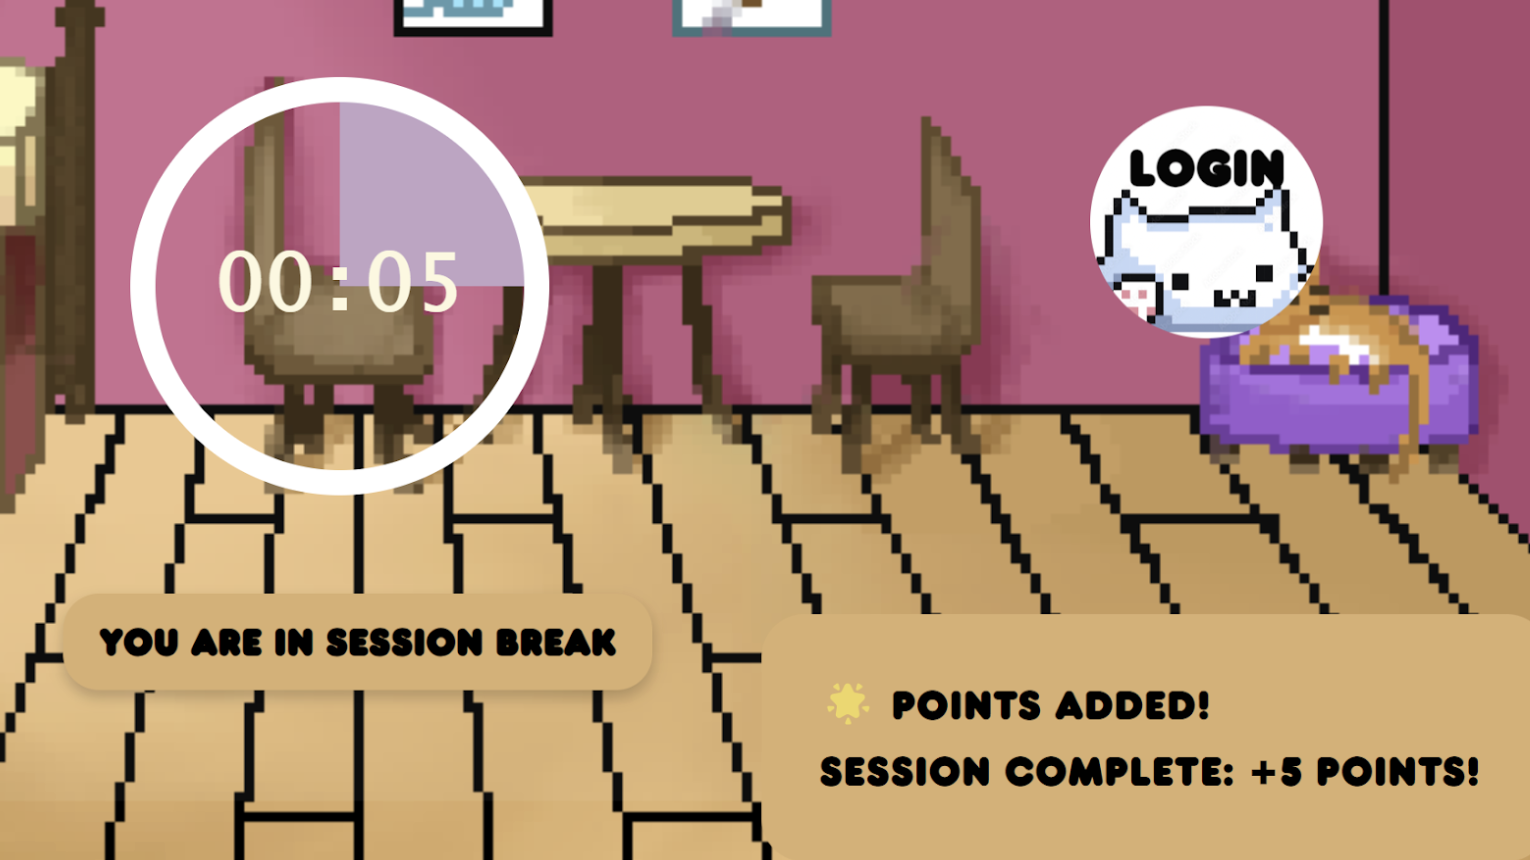 LOGIN
00:05
YOU ARE IN SESSION BREAK
POINTS ADDED!
SESSION COMPLETE: +5 POINTS!